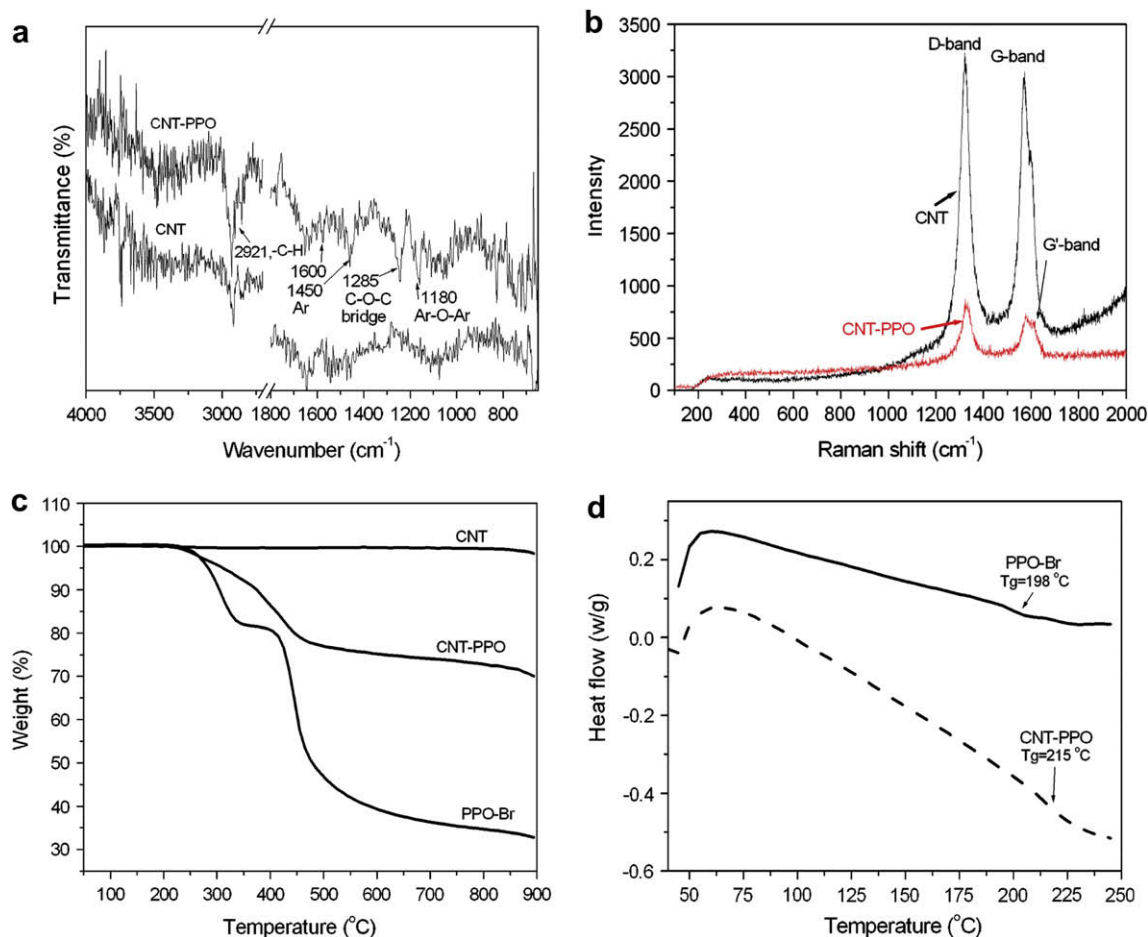 a
CNT-PPO
CNT
2921,-C-H
1600
1450
Ar
1285
C-O-C
bridge
1180
Ar-O-Ar
Transmittance (%)
4000 3500 3000 1600 1400 1200 1000 800
Wavenumber (cm⁻¹)
b
D-band
G-band
CNT
G'-band
CNT-PPO
Intensity
3500
3000
2500
2000
1500
1000
500
0
200 400 600 800 1000 1200 1400 1600 1800 2000
Raman shift (cm⁻¹)
c
CNT
CNT-PPO
PPO-Br
Weight (%)
110
100
90
80
70
60
50
40
30
100 200 300 400 500 600 700 800 900
Temperature (°C)
d
PPO-Br
Tg=198 °C
CNT-PPO
Tg=215 °C
Heat flow (w/g)
0.2
0.0
-0.2
-0.4
-0.6
50 75 100 125 150 175 200 225 250
Temperature (°C)